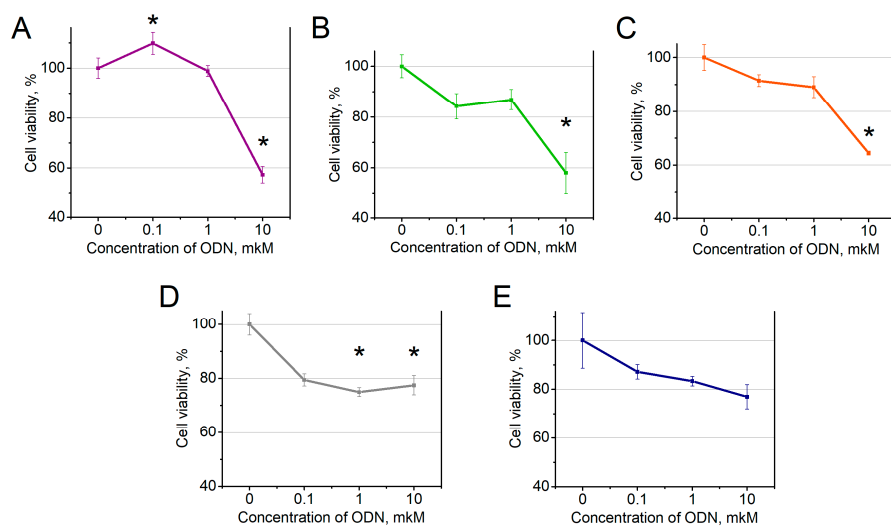 A
Cell viability, %
100
80
60
40
*
*
0 0.1 1 10
Concentration of ODN, mkM
B
Cell viability, %
100
80
60
40
*
0 0.1 1 10
Concentration of ODN, mkM
C
Cell viability, %
100
80
60
40
*
0 0.1 1 10
Concentration of ODN, mkM
D
Cell viability, %
100
80
60
40
* *
0 0.1 1 10
Concentration of ODN, mkM
E
Cell viability, %
100
80
60
40
0 0.1 1 10
Concentration of ODN, mkM